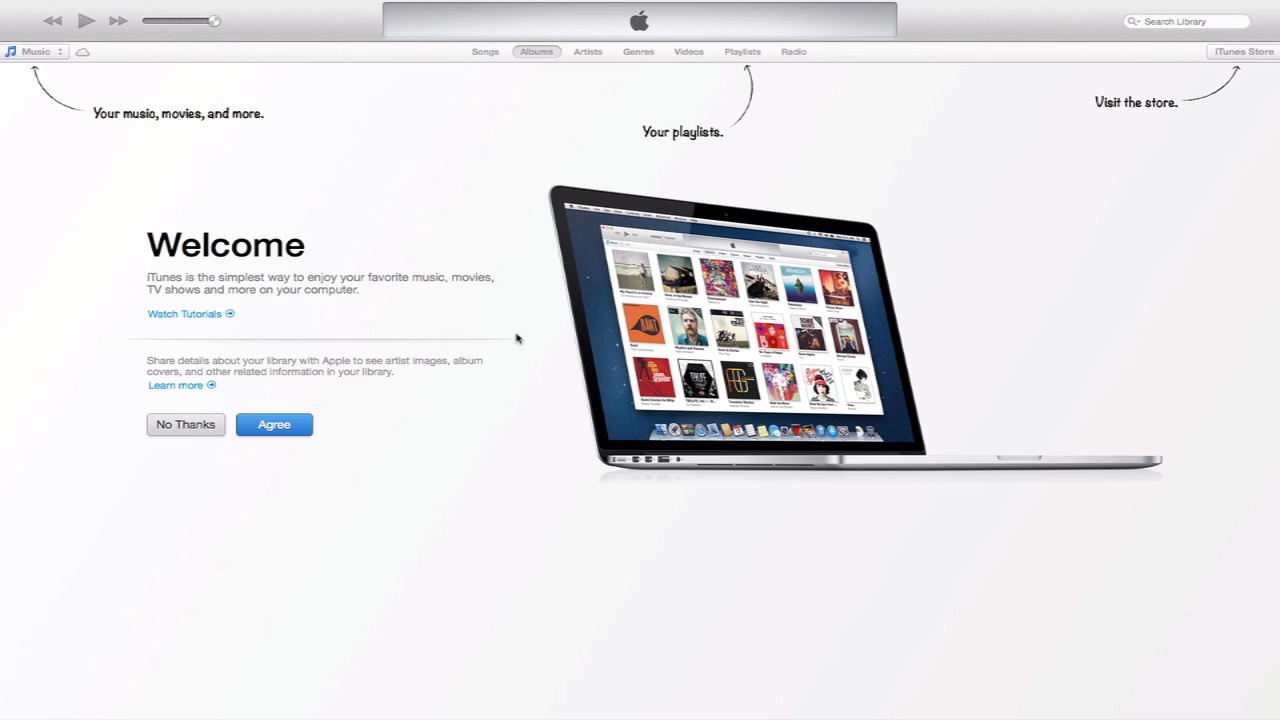 Search Library
Music
Songs
Albums
Artists
Genres
Videos
Playlists
Radio
iTunes Store
Your music, movies, and more.
Your playlists.
Visit the store.
Welcome
iTunes is the simplest way to enjoy your favorite music, movies,
TV shows and more on your computer.
Watch Tutorials
Share details about your library with Apple to see artist images, album
covers, and other related information in your library.
Learn more
No Thanks
Agree